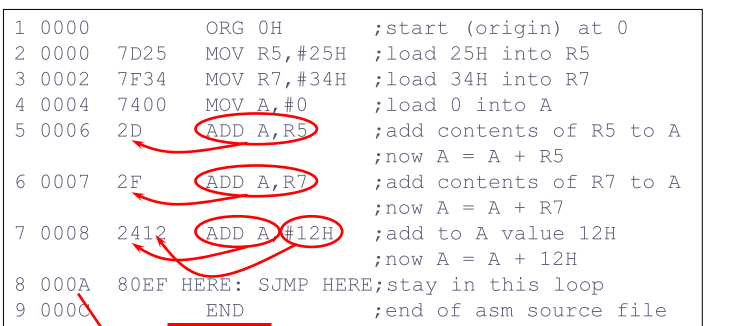 1 0000 ORG 0H ;start (origin) at 0
2 0000 7D25 MOV R5,#25H ;load 25H into R5
3 0002 7F34 MOV R7,#34H ;load 34H into R7
4 0004 7400 MOV A,#0 ;load 0 into A
5 0006 2D ADD A,R5 ;add contents of R5 to A
;now A = A + R5
6 0007 2F ADD A,R7 ;add contents of R7 to A
;now A = A + R7
7 0008 2412 ADD A,#12H ;add to A value 12H
;now A = A + 12H
8 000A 80EF HERE: SJMP HERE;stay in this loop
9 000C END ;end of asm source file